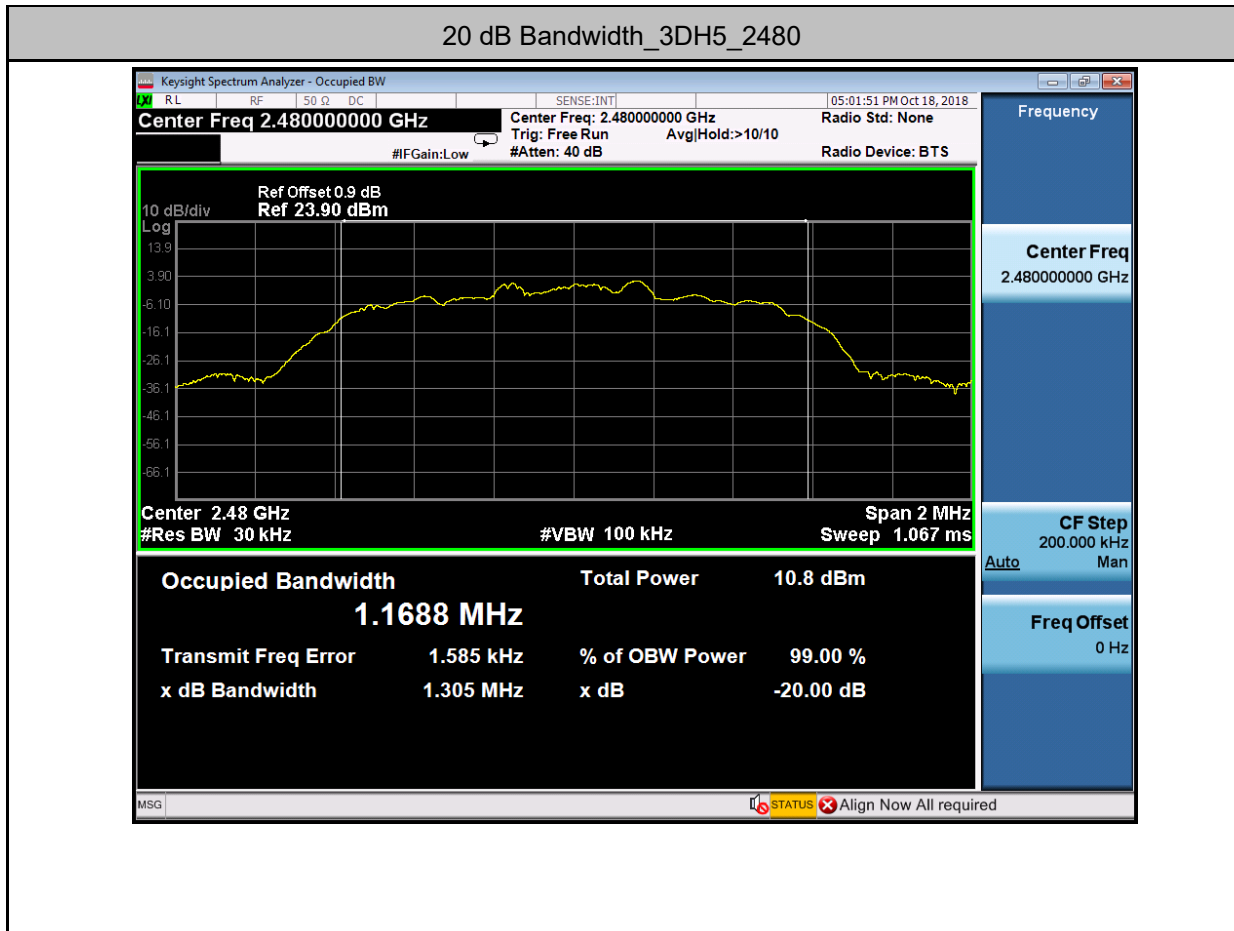 20 dB Bandwidth_3DH5_2480
Keysight Spectrum Analyzer - Occupied BW
LXI RL RF 50 Ω DC SENSE:INT 05:01:51 PM Oct 18, 2018
Center Freq 2.480000000 GHz
Center Freq: 2.480000000 GHz Radio Std: None
Trig: Free Run Avg|Hold:>10/10
#IFGain:Low #Atten: 40 dB Radio Device: BTS
Ref Offset 0.9 dB
10 dB/div Ref 23.90 dBm
Log
13.9
3.90
-6.10
-16.1
-26.1
-36.1
-46.1
-56.1
-66.1
Center 2.48 GHz Span 2 MHz
#Res BW 30 kHz #VBW 100 kHz Sweep 1.067 ms
Occupied Bandwidth Total Power 10.8 dBm
1.1688 MHz
Transmit Freq Error 1.585 kHz % of OBW Power 99.00 %
x dB Bandwidth 1.305 MHz x dB -20.00 dB
Frequency
Center Freq
2.480000000 GHz
CF Step
200.000 kHz
Auto Man
Freq Offset
0 Hz
MSG STATUS Align Now All required